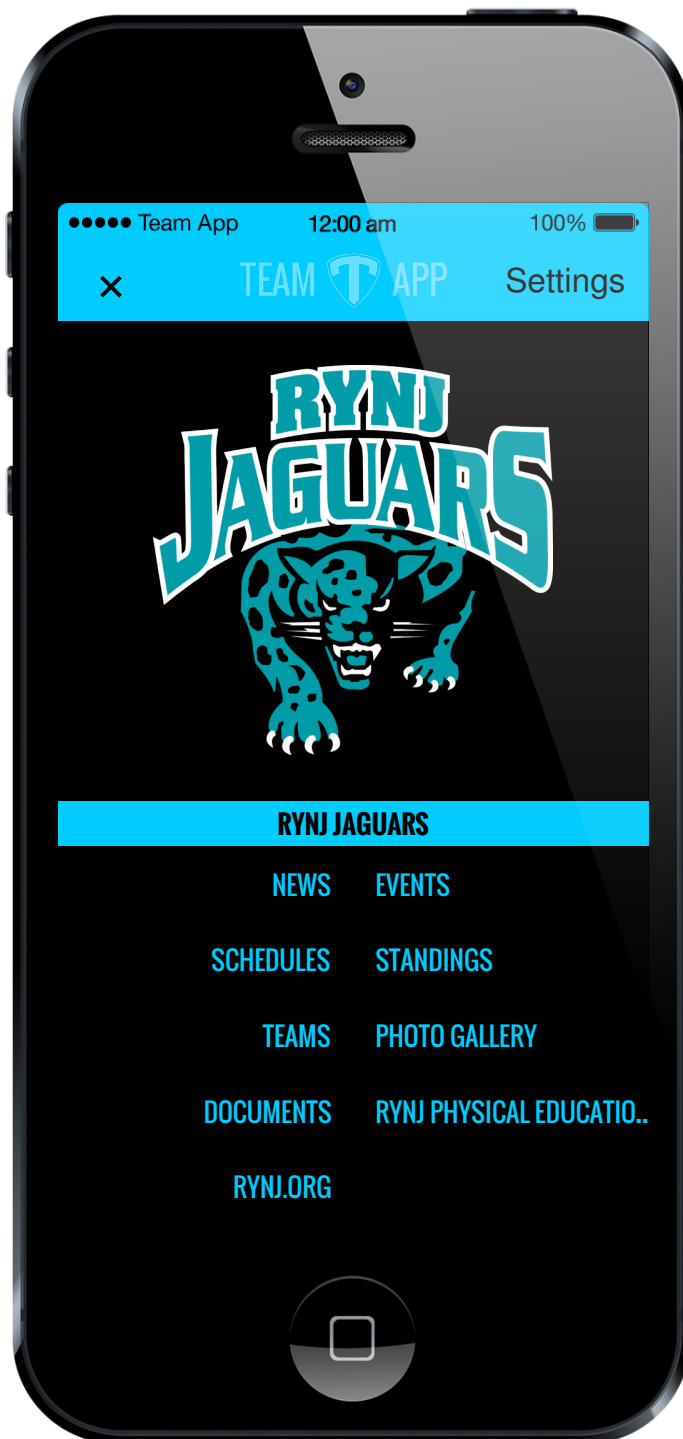 Team App 12:00 am 100%
× TEAM T APP Settings
RYNJ
JAGUARS
RYNJ JAGUARS
NEWS EVENTS
SCHEDULES STANDINGS
TEAMS PHOTO GALLERY
DOCUMENTS RYNJ PHYSICAL EDUCATIO..
RYNJ.ORG